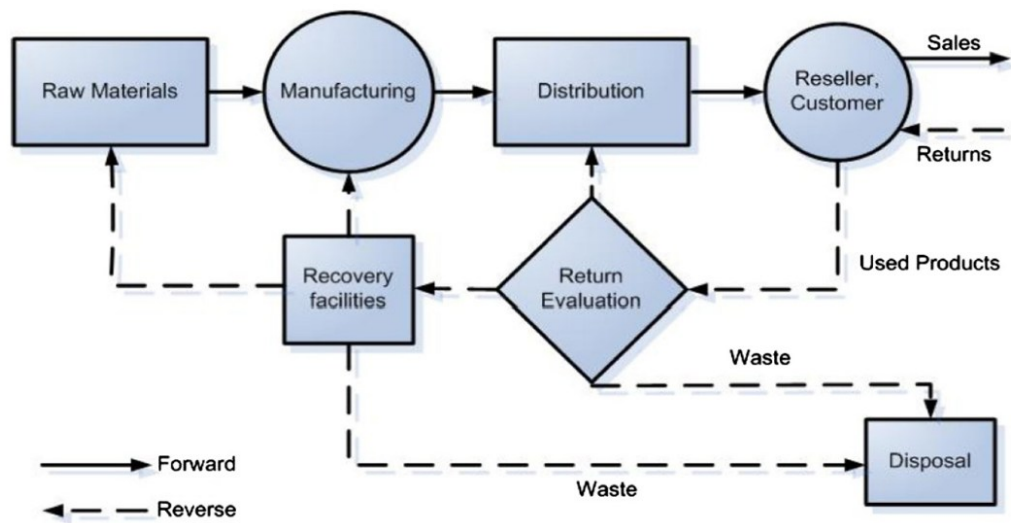 Raw Materials
Manufacturing
Distribution
Reseller,
Customer
Sales
Returns
Used Products
Recovery
facilities
Return
Evaluation
Waste
Disposal
Waste
Forward
Reverse